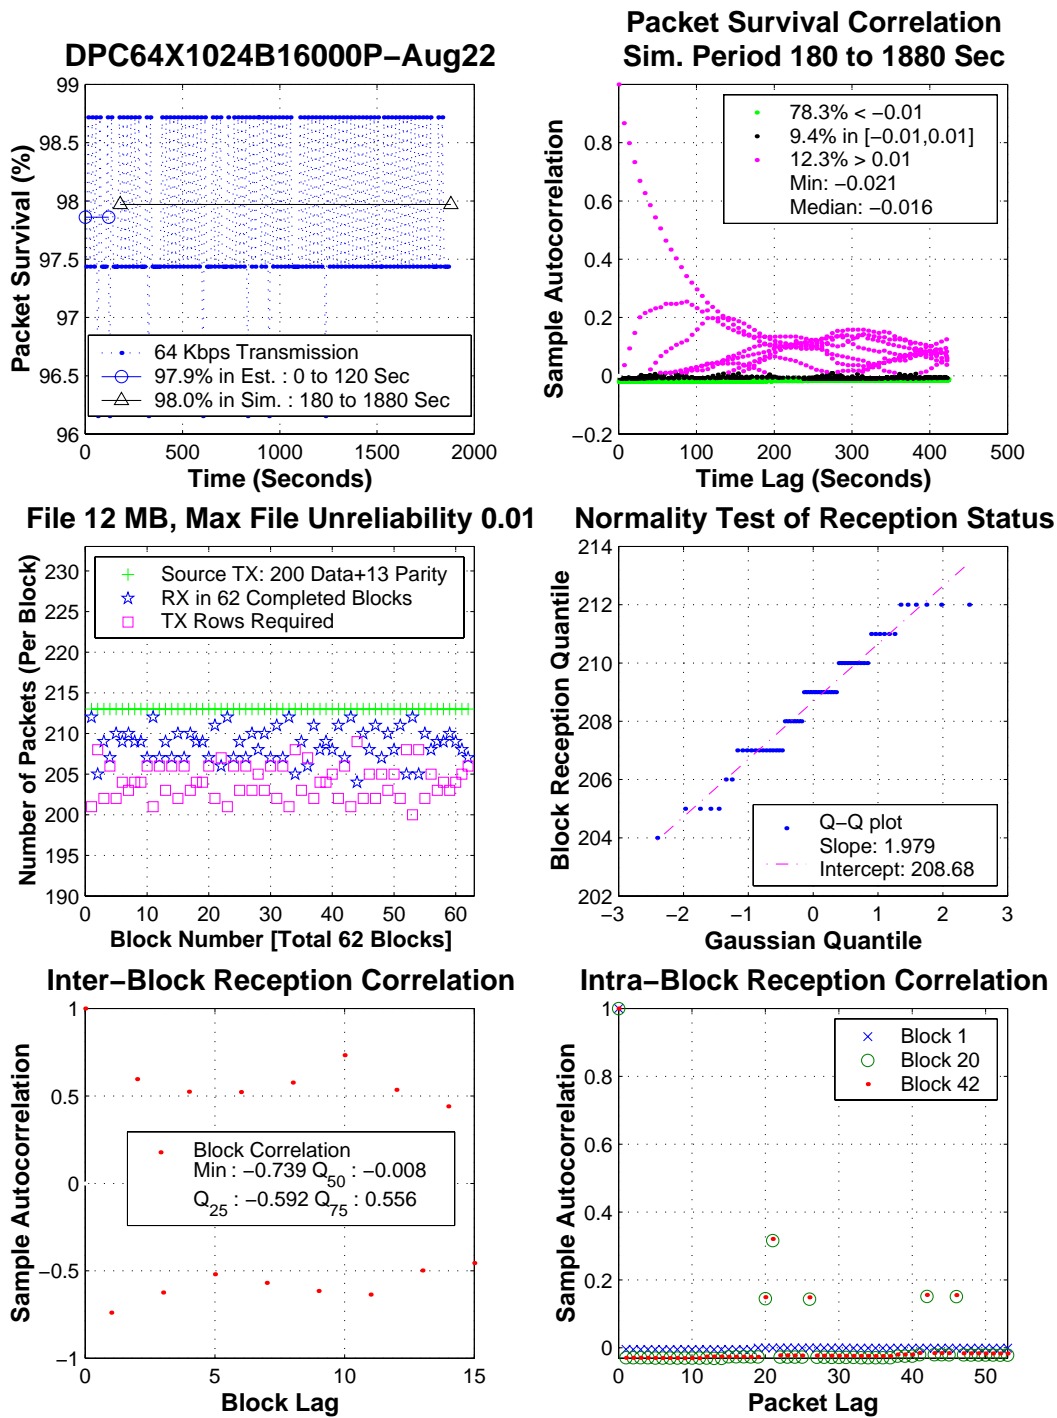 DPC64X1024B16000P−Aug22
99
98.5
98
97.5
97
96.5
96
Packet Survival (%)
64 Kbps Transmission
97.9% in Est. : 0 to 120 Sec
98.0% in Sim. : 180 to 1880 Sec
0 500 1000 1500 2000
Time (Seconds)
Packet Survival Correlation
Sim. Period 180 to 1880 Sec
0.8
0.6
0.4
0.2
0
−0.2
Sample Autocorrelation
78.3% < −0.01
9.4% in [−0.01,0.01]
12.3% > 0.01
Min: −0.021
Median: −0.016
0 100 200 300 400 500
Time Lag (Seconds)
File 12 MB, Max File Unreliability 0.01
230
225
220
215
210
205
200
195
190
Number of Packets (Per Block)
Source TX: 200 Data+13 Parity
RX in 62 Completed Blocks
TX Rows Required
0 10 20 30 40 50 60
Block Number [Total 62 Blocks]
Normality Test of Reception Status
214
212
210
208
206
204
202
Block Reception Quantile
Q−Q plot
Slope: 1.979
Intercept: 208.68
−3 −2 −1 0 1 2 3
Gaussian Quantile
Inter−Block Reception Correlation
1
0.5
0
−0.5
−1
Sample Autocorrelation
Block Correlation
Min : −0.739 Q50 : −0.008
Q25 : −0.592 Q75 : 0.556
0 5 10 15
Block Lag
Intra−Block Reception Correlation
1
0.8
0.6
0.4
0.2
0
Sample Autocorrelation
Block 1
Block 20
Block 42
0 10 20 30 40 50
Packet Lag